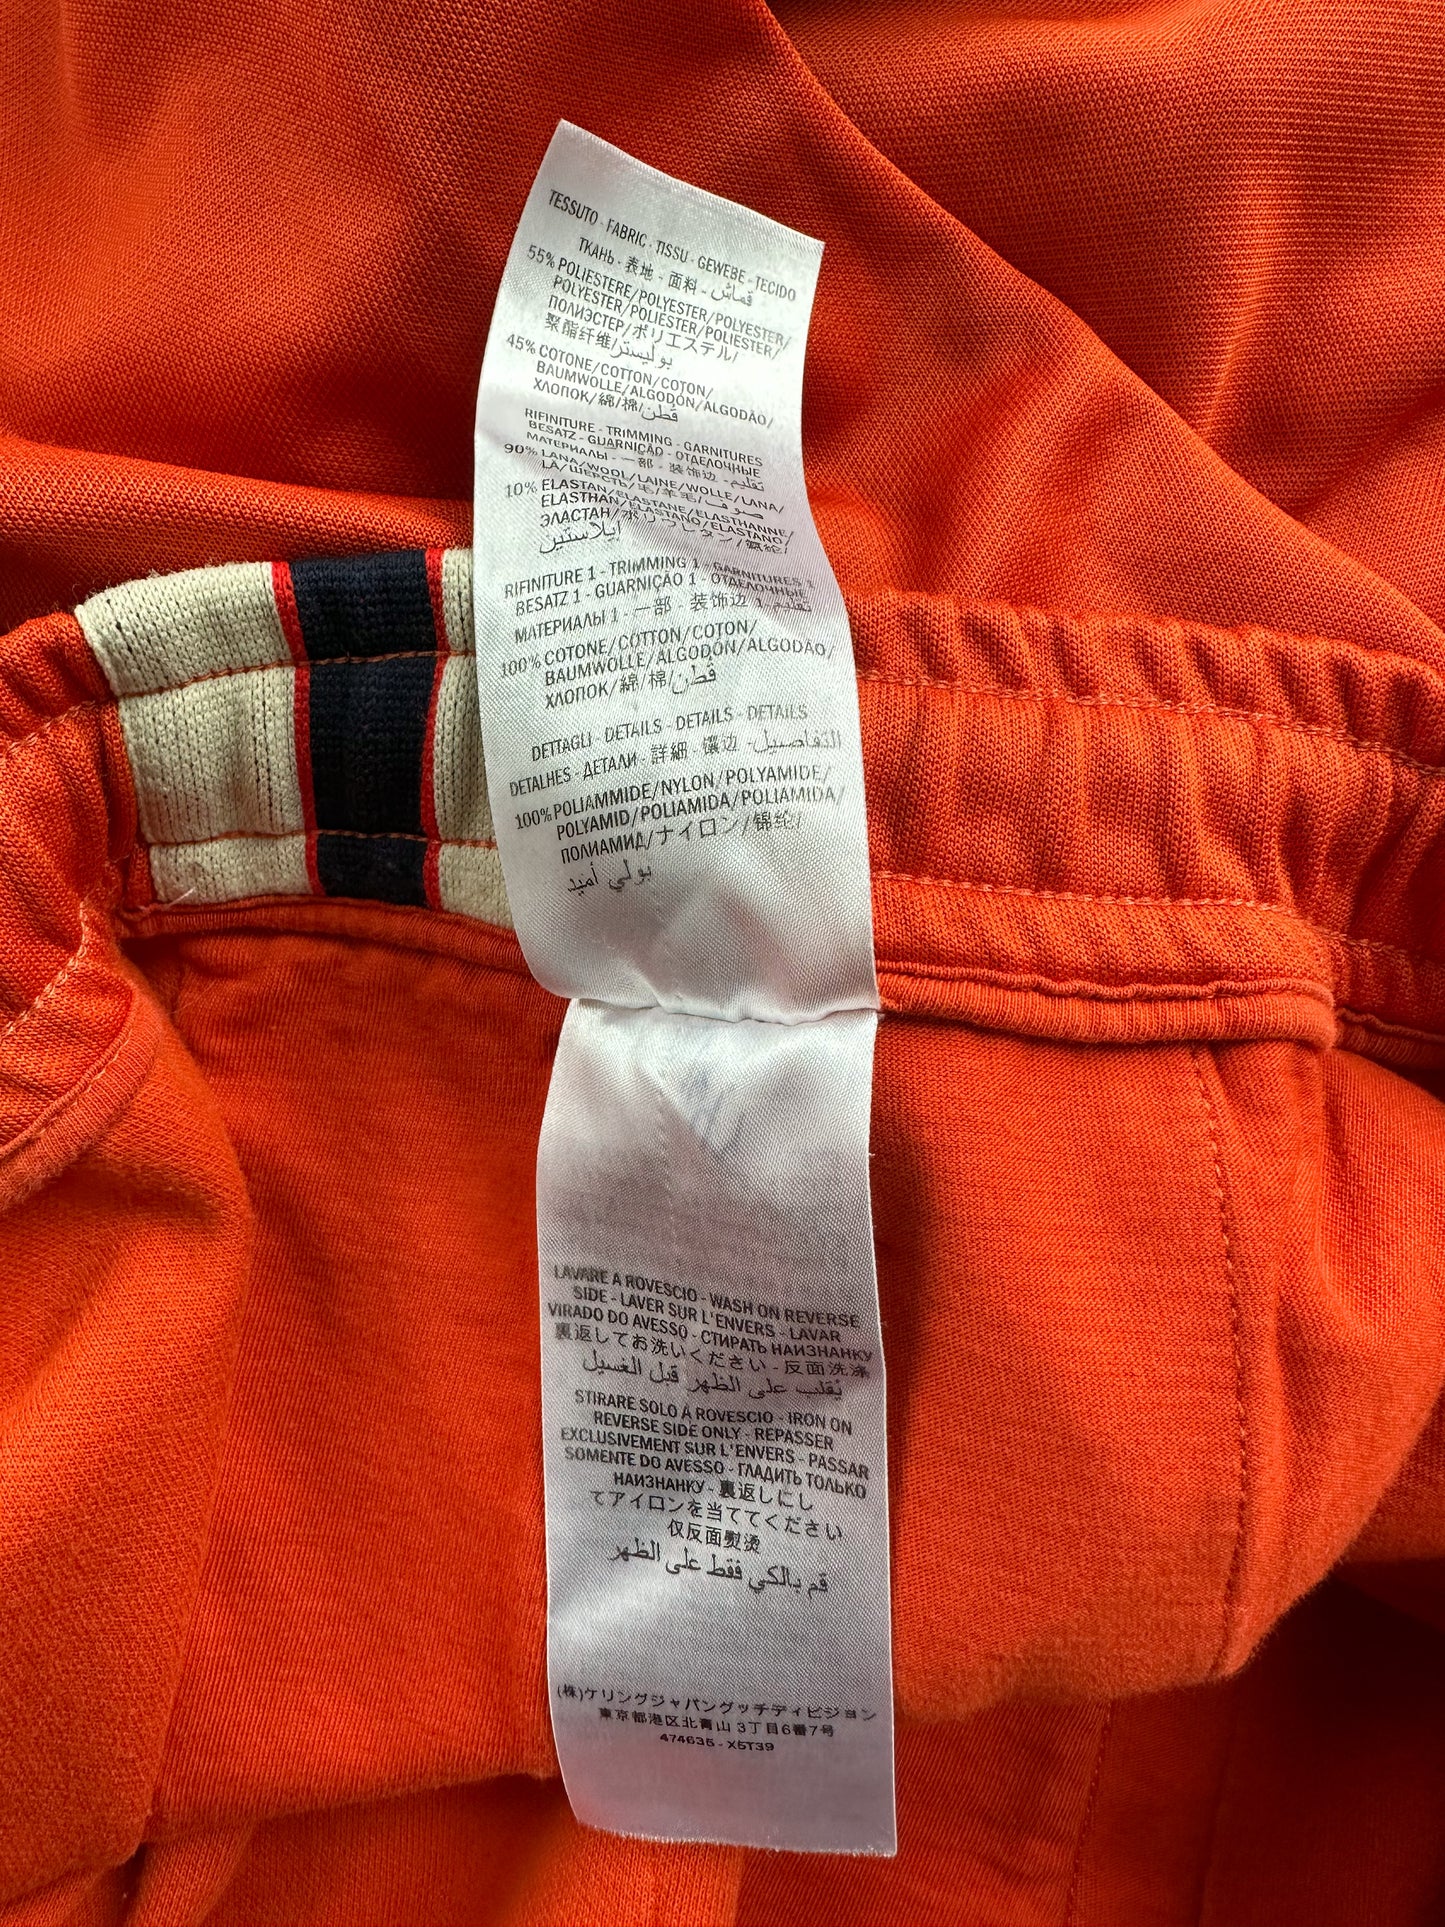 TESSUTO - FABRIC - TISSU - GEWEBE - TECIDO
ТКАНЬ - 表地 - 面料 - قماش
55% POLIESTERE/POLYESTER/POLYESTER/
POLYESTER/POLIESTER/POLIESTER/
ПОЛИЭСТЕР/ポリエステル/
聚酯纤维/بوليستر
45% COTONE/COTTON/COTON/
BAUMWOLLE/ALGODÓN/ALGODÃO/
ХЛОПОК/綿/棉/قطن
RIFINITURE - TRIMMING - GARNITURES
BESATZ - GUARNIÇÃO - ОТДЕЛОЧНЫЕ
МАТЕРИАЛЫ - 一部 - 装饰边 - تقليم
90% LANA/WOOL/LAINE/WOLLE/LANA/
LÃ/ШЕРСТЬ/毛/羊毛/صوف
10% ELASTAN/ELASTANE/ELASTHANNE/
ELASTHAN/ELASTANO/ELASTANO/
ЭЛАСТАН/ポリウレタン/氨纶/
إيلاستين
RIFINITURE 1 - TRIMMING 1 - GARNITURES 1
BESATZ 1 - GUARNIÇÃO 1 - ОТДЕЛОЧНЫЕ
МАТЕРИАЛЫ 1 - 一部 - 装饰边 1 تقليم
100% COTONE/COTTON/COTON/
BAUMWOLLE/ALGODÓN/ALGODÃO/
ХЛОПОК/綿/棉/قطن
DETTAGLI - DETAILS - DETAILS - DETAILS
DETALHES - ДЕТАЛИ - 詳細 - 镶边 - التفاصيل
100% POLIAMMIDE/NYLON/POLYAMIDE/
POLYAMID/POLIAMIDA/POLIAMIDA/
ПОЛИАМИД/ナイロン/锦纶/
بولي أميد
LAVARE A ROVESCIO - WASH ON REVERSE
SIDE - LAVER SUR L'ENVERS - LAVAR
VIRADO DO AVESSO - СТИРАТЬ НАИЗНАНКУ
裏返してお洗いください - 反面洗涤
يُقلب على الظهر قبل الغسيل
STIRARE SOLO A ROVESCIO - IRON ON
REVERSE SIDE ONLY - REPASSER
EXCLUSIVEMENT SUR L'ENVERS - PASSAR
SOMENTE DO AVESSO - ГЛАДИТЬ ТОЛЬКО
НАИЗНАНКУ - 裏返しにし
てアイロンを当ててください
仅反面熨烫
قم بالكي فقط على الظهر
(株)ケリングジャパングッチディビジョン
東京都港区北青山 3丁目6番7号
474635 - X5T39